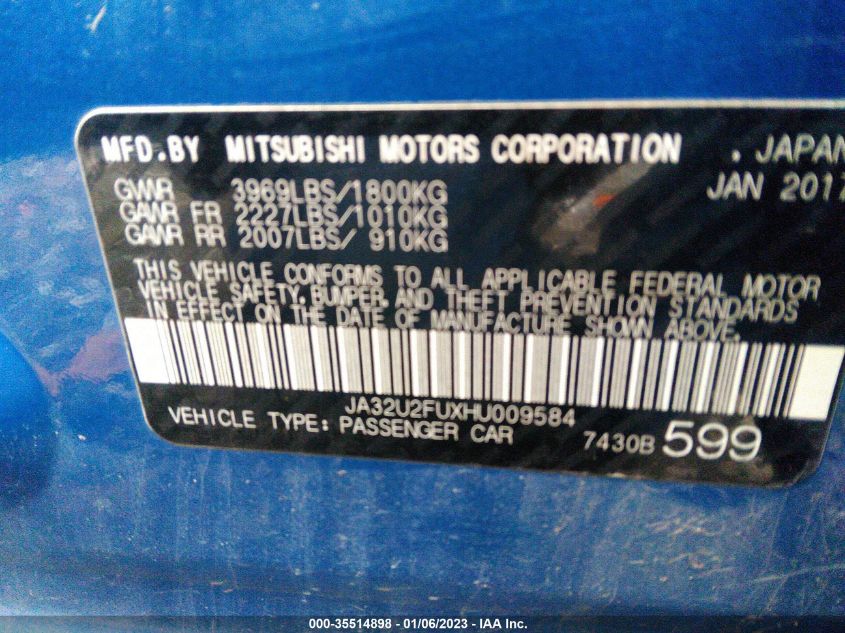 MFD.BY MITSUBISHI MOTORS CORPORATION . JAPAN
JAN 2017
GVWR 3969LBS/1800KG
GAWR FR 2227LBS/1010KG
GAWR RR 2007LBS/ 910KG
THIS VEHICLE CONFORMS TO ALL APPLICABLE FEDERAL MOTOR
VEHICLE SAFETY, BUMPER, AND THEFT PREVENTION STANDARDS
IN EFFECT ON THE DATE OF MANUFACTURE SHOWN ABOVE.
JA32U2FUXHU009584
VEHICLE TYPE: PASSENGER CAR
7430B 599
000-35514898 - 01/06/2023 - IAA Inc.